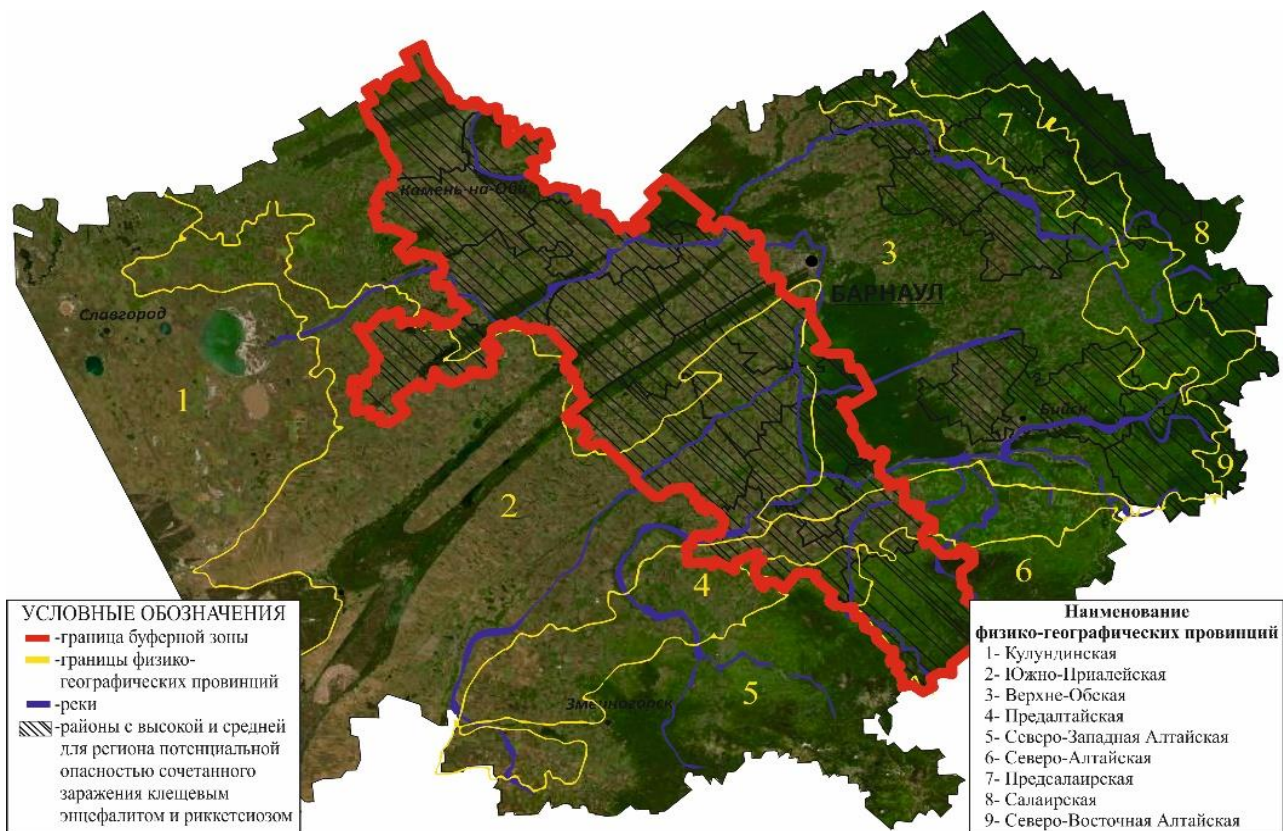 7
8
Камень-на-Оби
3
БАРНАУЛ
Славгород
1
Бийск
9
2
6
4
5
Змеиногорск
УСЛОВНЫЕ ОБОЗНАЧЕНИЯ
-граница буферной зоны
-границы физико-
географических провинций
-реки
-районы с высокой и средней
для региона потенциальной
опасностью сочетанного
заражения клещевым
энцефалитом и риккетсиозом
Наименование
физико-географических провинций
1- Кулундинская
2- Южно-Приалейская
3- Верхне-Обская
4- Предалтайская
5- Северо-Западная Алтайская
6- Северо-Алтайская
7- Предсалаирская
8- Салаирская
9- Северо-Восточная Алтайская